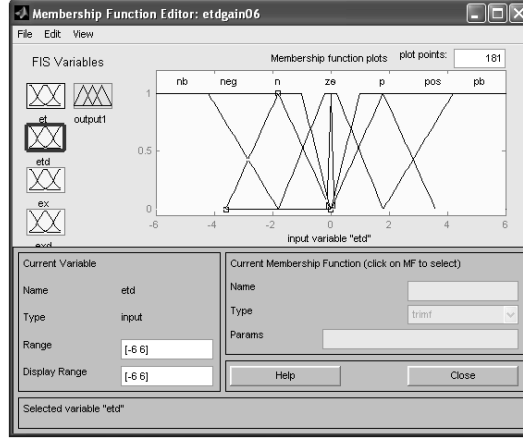 Membership Function Editor: etdgain06
File Edit View
FIS Variables
Membership function plots plot points: 181
nb neg n ze p pos pb
et output1
etd
ex
exd
1
0.5
0
-6 -4 -2 0 2 4 6
input variable "etd"
Current Variable
Name etd
Type input
Range [-6 6]
Display Range [-6 6]
Current Membership Function (click on MF to select)
Name
Type trimf
Params
Help Close
Selected variable "etd"